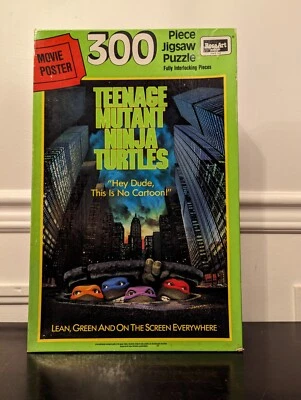 MOVIE
POSTER
300
Piece
Jigsaw
Puzzle
Fully Interlocking Pieces
RoseArt
TEENAGE
MUTANT
NINJA
TURTLES
"Hey Dude,
This Is No Cartoon!"
LEAN, GREEN AND ON THE SCREEN EVERYWHERE